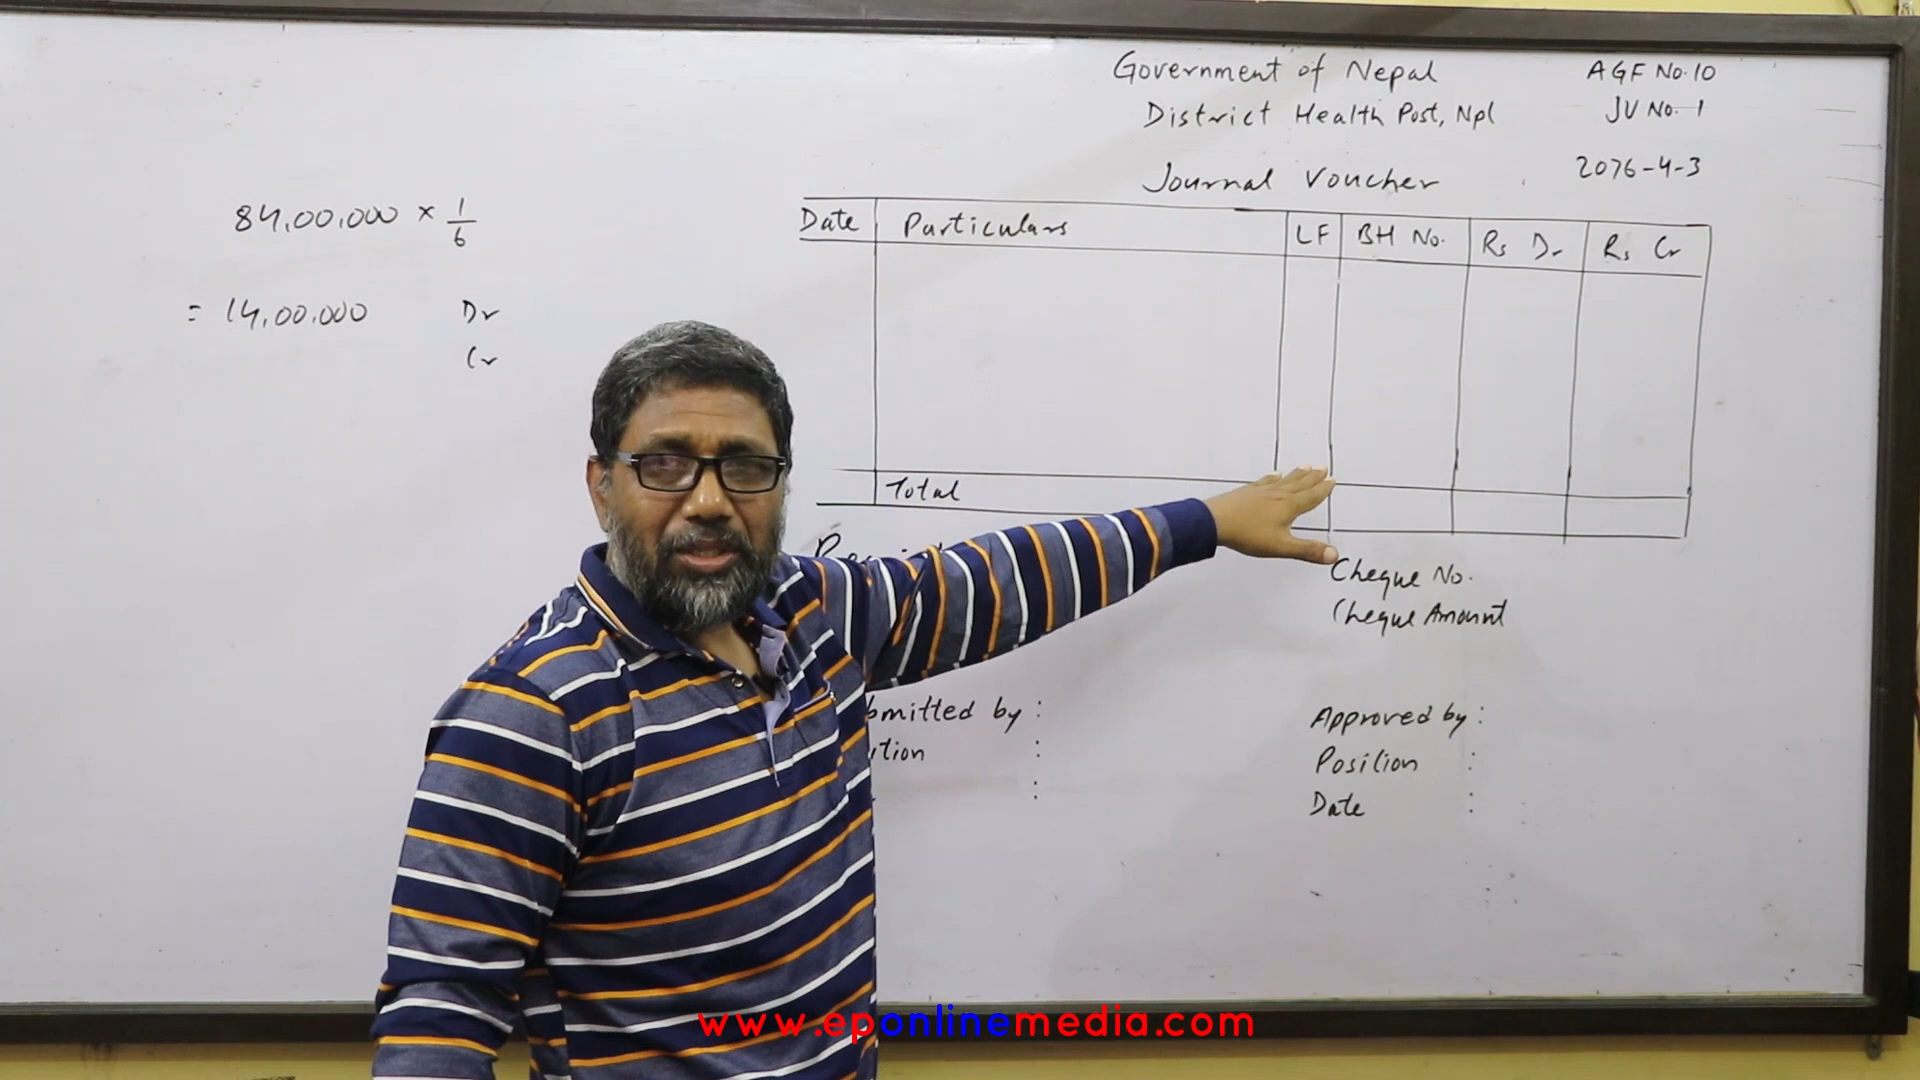 Government of Nepal
AGF No. 10
District Health Post, Npl
JV No. 1
Journal Voucher
2076-4-3
84,00,000 × 1/6
= 14,00,000 Dr
Cr
Date Particulars LF BH No. Rs Dr Rs Cr
Total
Cheque No.
Cheque Amount
bmitted by :
ition :
:
Approved by :
Position :
Date :
www.eponlinemedia.com